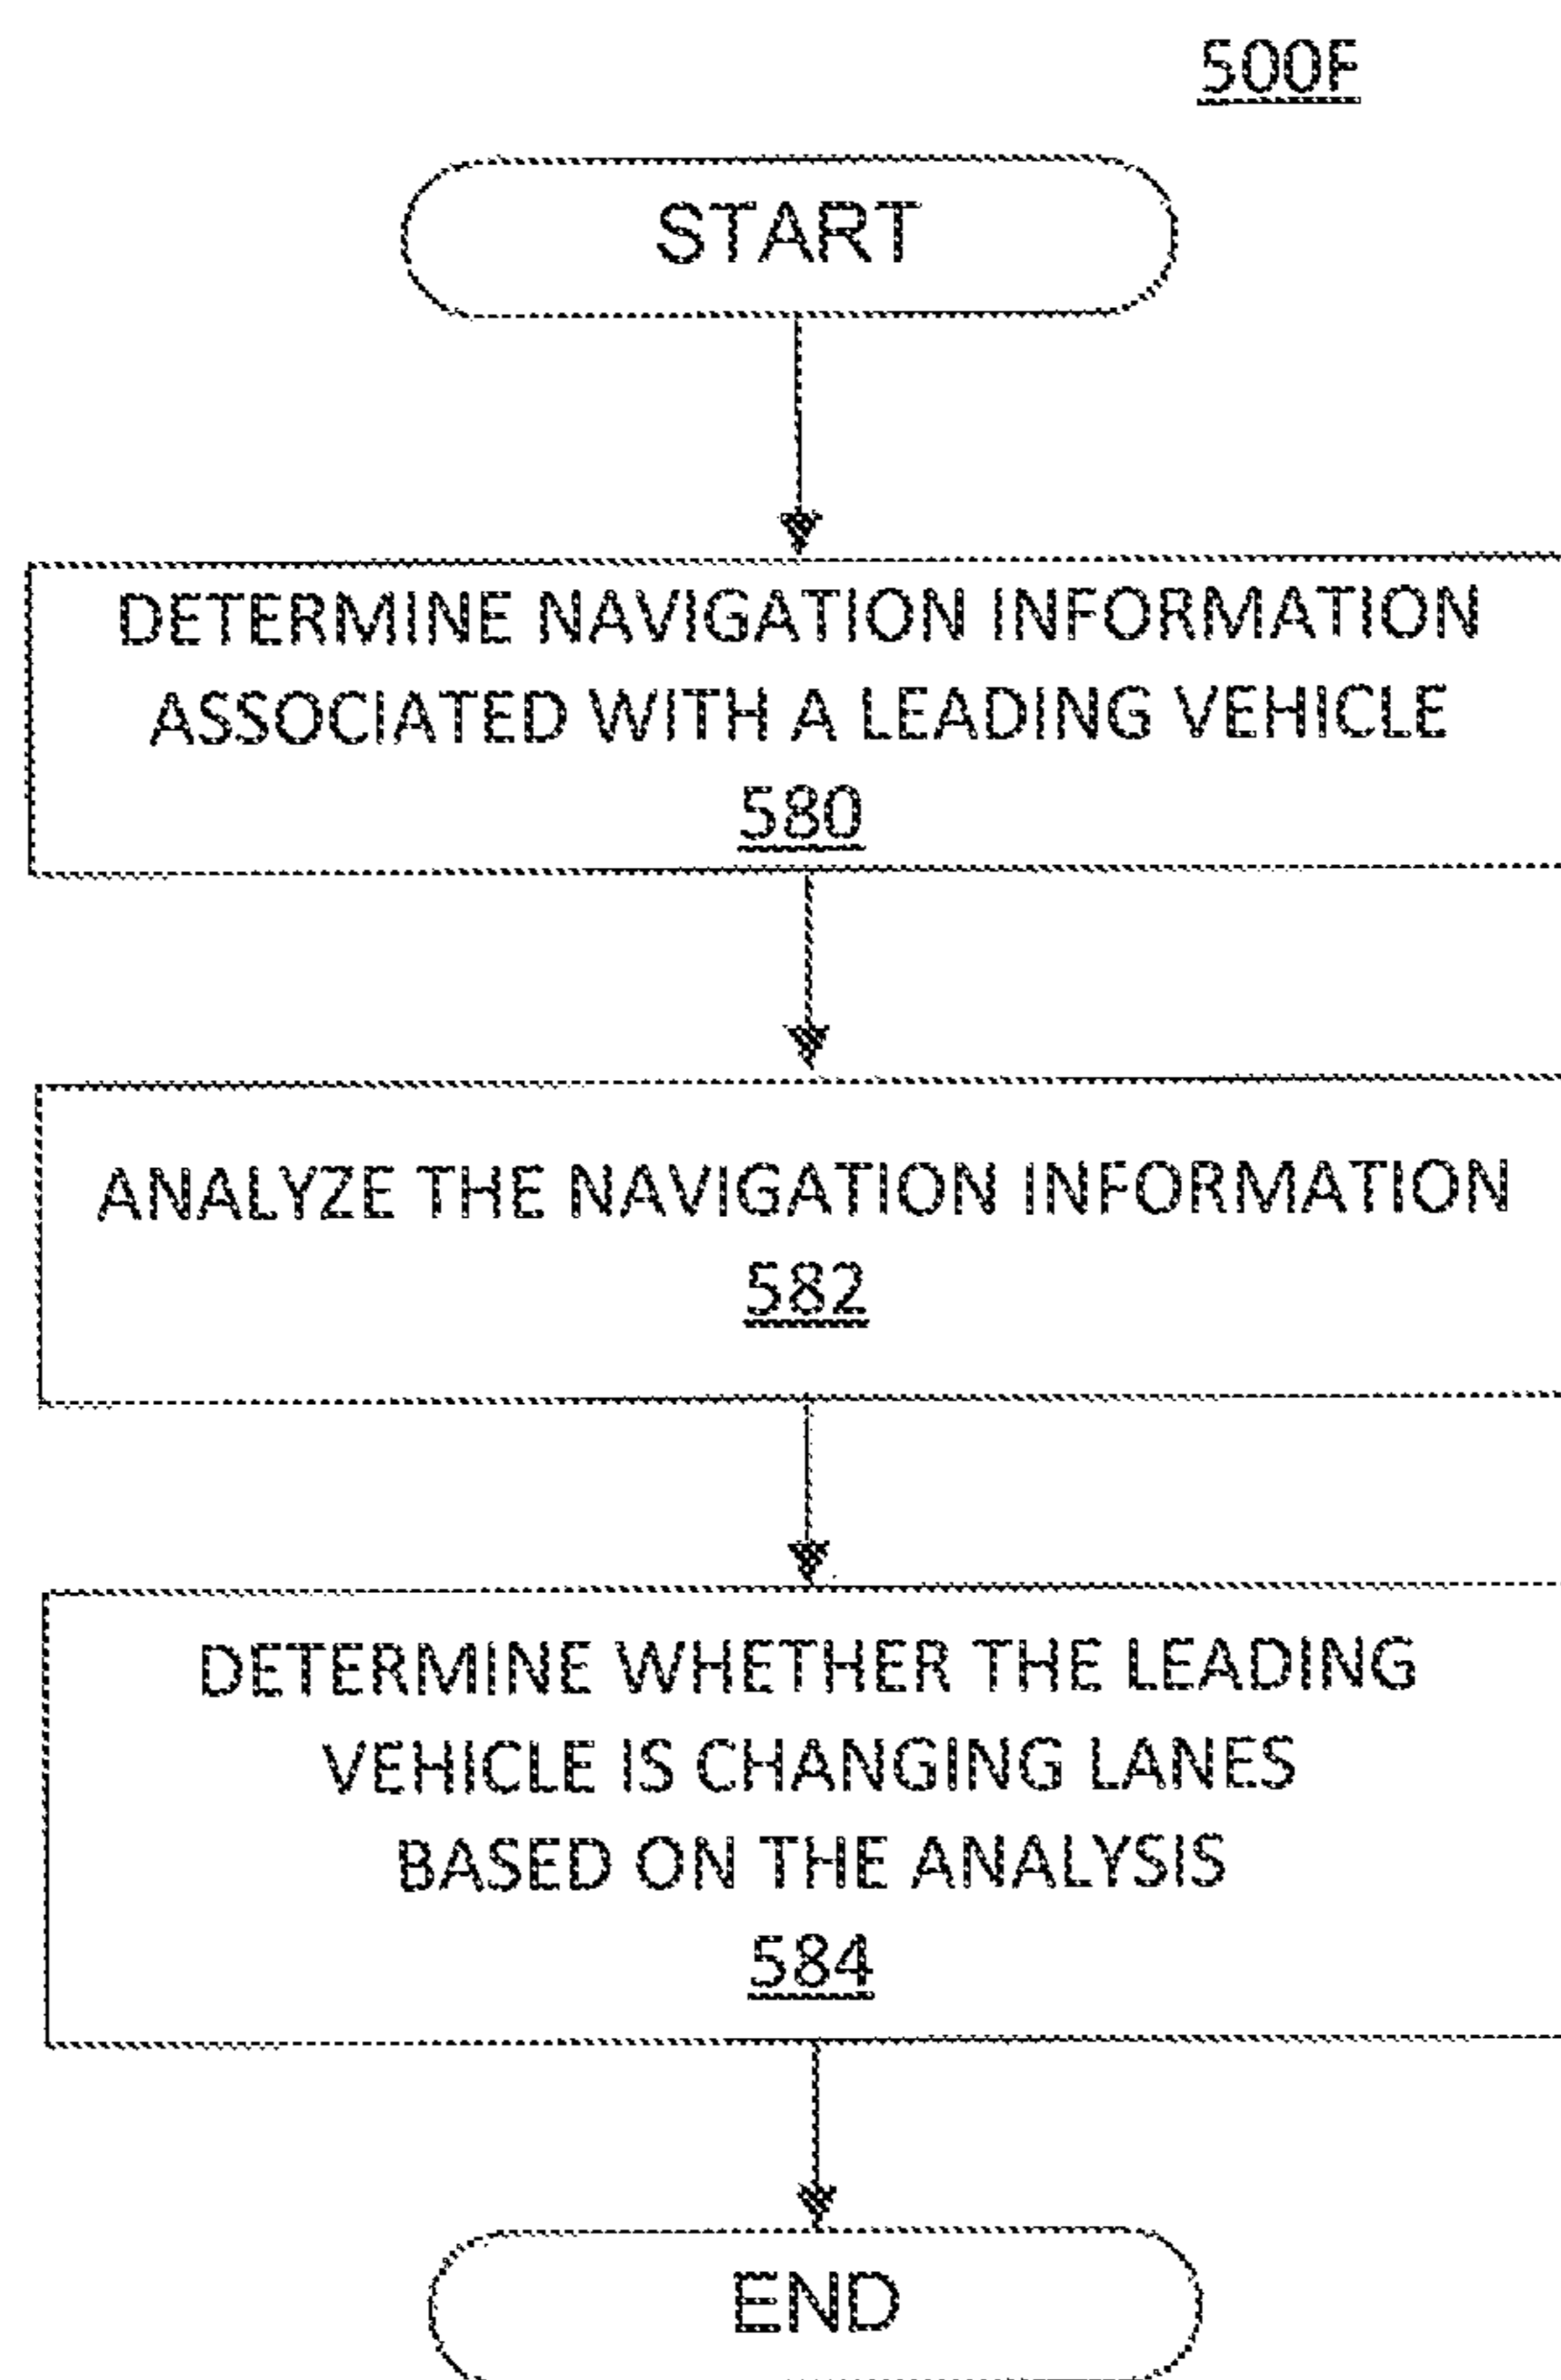 500F
START
DETERMINE NAVIGATION INFORMATION
ASSOCIATED WITH A LEADING VEHICLE
580
ANALYZE THE NAVIGATION INFORMATION
582
DETERMINE WHETHER THE LEADING
VEHICLE IS CHANGING LANES
BASED ON THE ANALYSIS
584
END